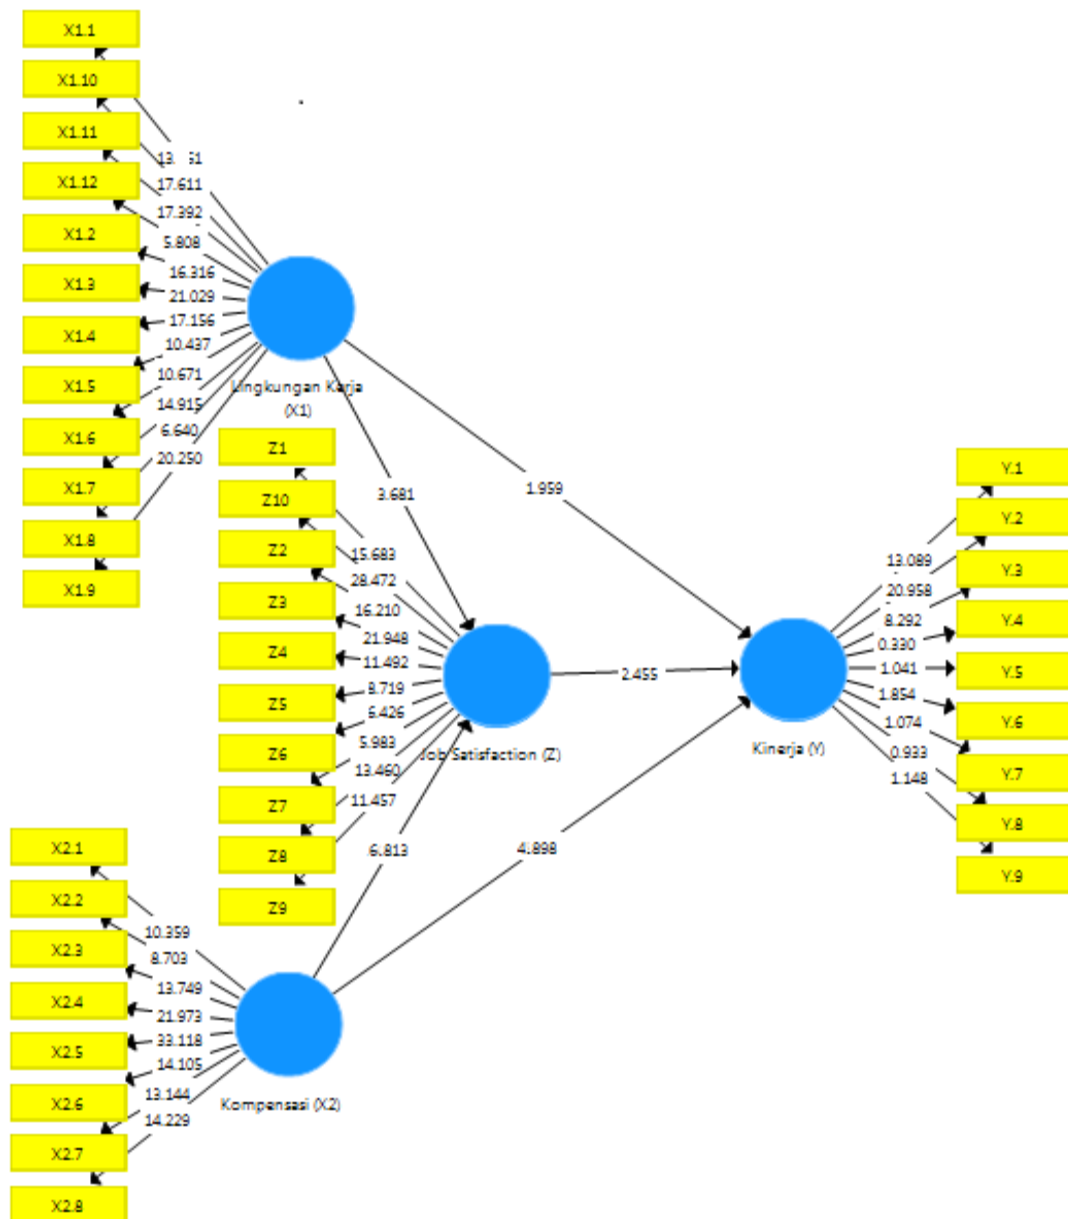 X1.1
X1.10
X1.11
X1.12
X1.2
X1.3
X1.4
X1.5
X1.6
X1.7
X1.8
X1.9
17.611
17.392
5.808
16.316
21.029
17.156
10.437
10.671
14.915
6.640
20.250
Lingkungan Kerja
(X1)
3.681
1.959
Z1
Z10
Z2
Z3
Z4
Z5
Z6
Z7
Z8
Z9
15.683
28.472
16.210
21.948
11.492
8.719
5.983
13.460
11.457
Job Satisfaction (Z)
2.455
6.813
4.898
Kinerja (Y)
Y.1
Y.2
Y.3
Y.4
Y.5
Y.6
Y.7
Y.8
Y.9
13.089
20.958
8.292
0.330
1.041
1.854
1.074
0.933
1.148
X2.1
X2.2
X2.3
X2.4
X2.5
X2.6
X2.7
X2.8
10.359
8.703
13.749
21.973
33.118
14.105
13.144
14.229
Kompensasi (X2)